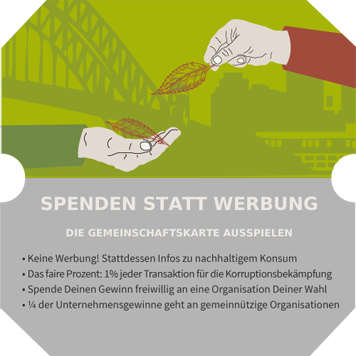 SPENDEN STATT WERBUNG
DIE GEMEINSCHAFTSKARTE AUSSPIELEN
• Keine Werbung! Stattdessen Infos zu nachhaltigem Konsum
• Das faire Prozent: 1% jeder Transaktion für die Korruptionsbekämpfung
• Spende Deinen Gewinn freiwillig an eine Organisation Deiner Wahl
• ¼ der Unternehmensgewinne geht an gemeinnützige Organisationen